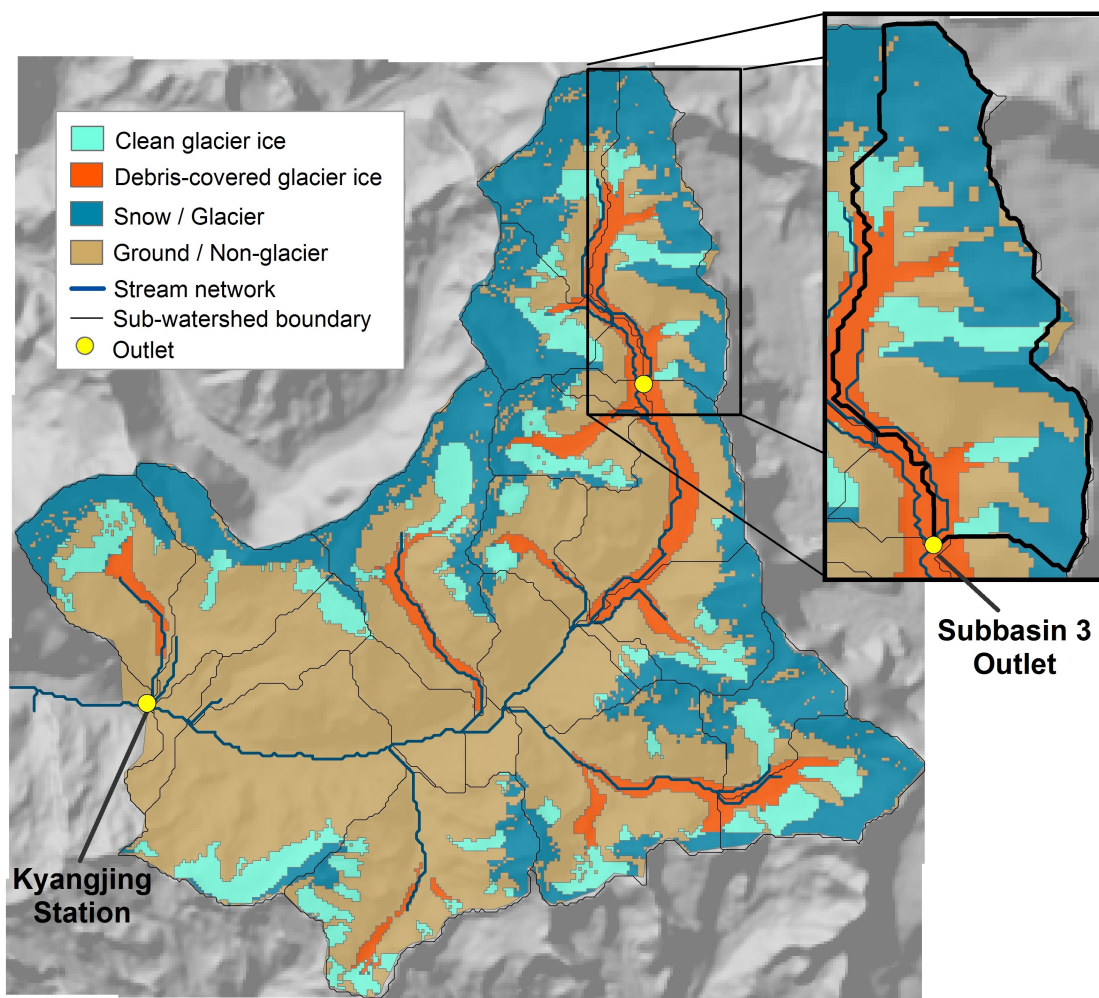 Clean glacier ice
Debris-covered glacier ice
Snow / Glacier
Ground / Non-glacier
Stream network
Sub-watershed boundary
Outlet
Subbasin 3
Outlet
Kyangjing
Station